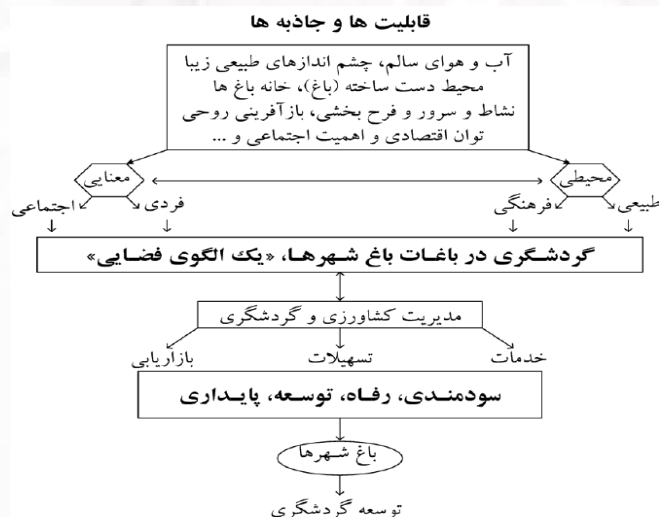 قابلیت ها و جاذبه ها
آب و هوای سالم، چشم اندازهای طبیعی زیبا
محیط دست ساخته (باغ)، خانه باغ ها
نشاط و سرور و فرح بخشی، بازآفرینی روحی
توان اقتصادی و اهمیت اجتماعی و ...
محیطی معنایی
طبیعی فرهنگی فردی اجتماعی
گردشگری در باغات باغ شهرها، «یک الگوی فضایی»
مدیریت کشاورزی و گردشگری
خدمات تسهیلات بازاریابی
سودمندی، رفاه، توسعه، پایداری
باغ شهرها
توسعه گردشگری